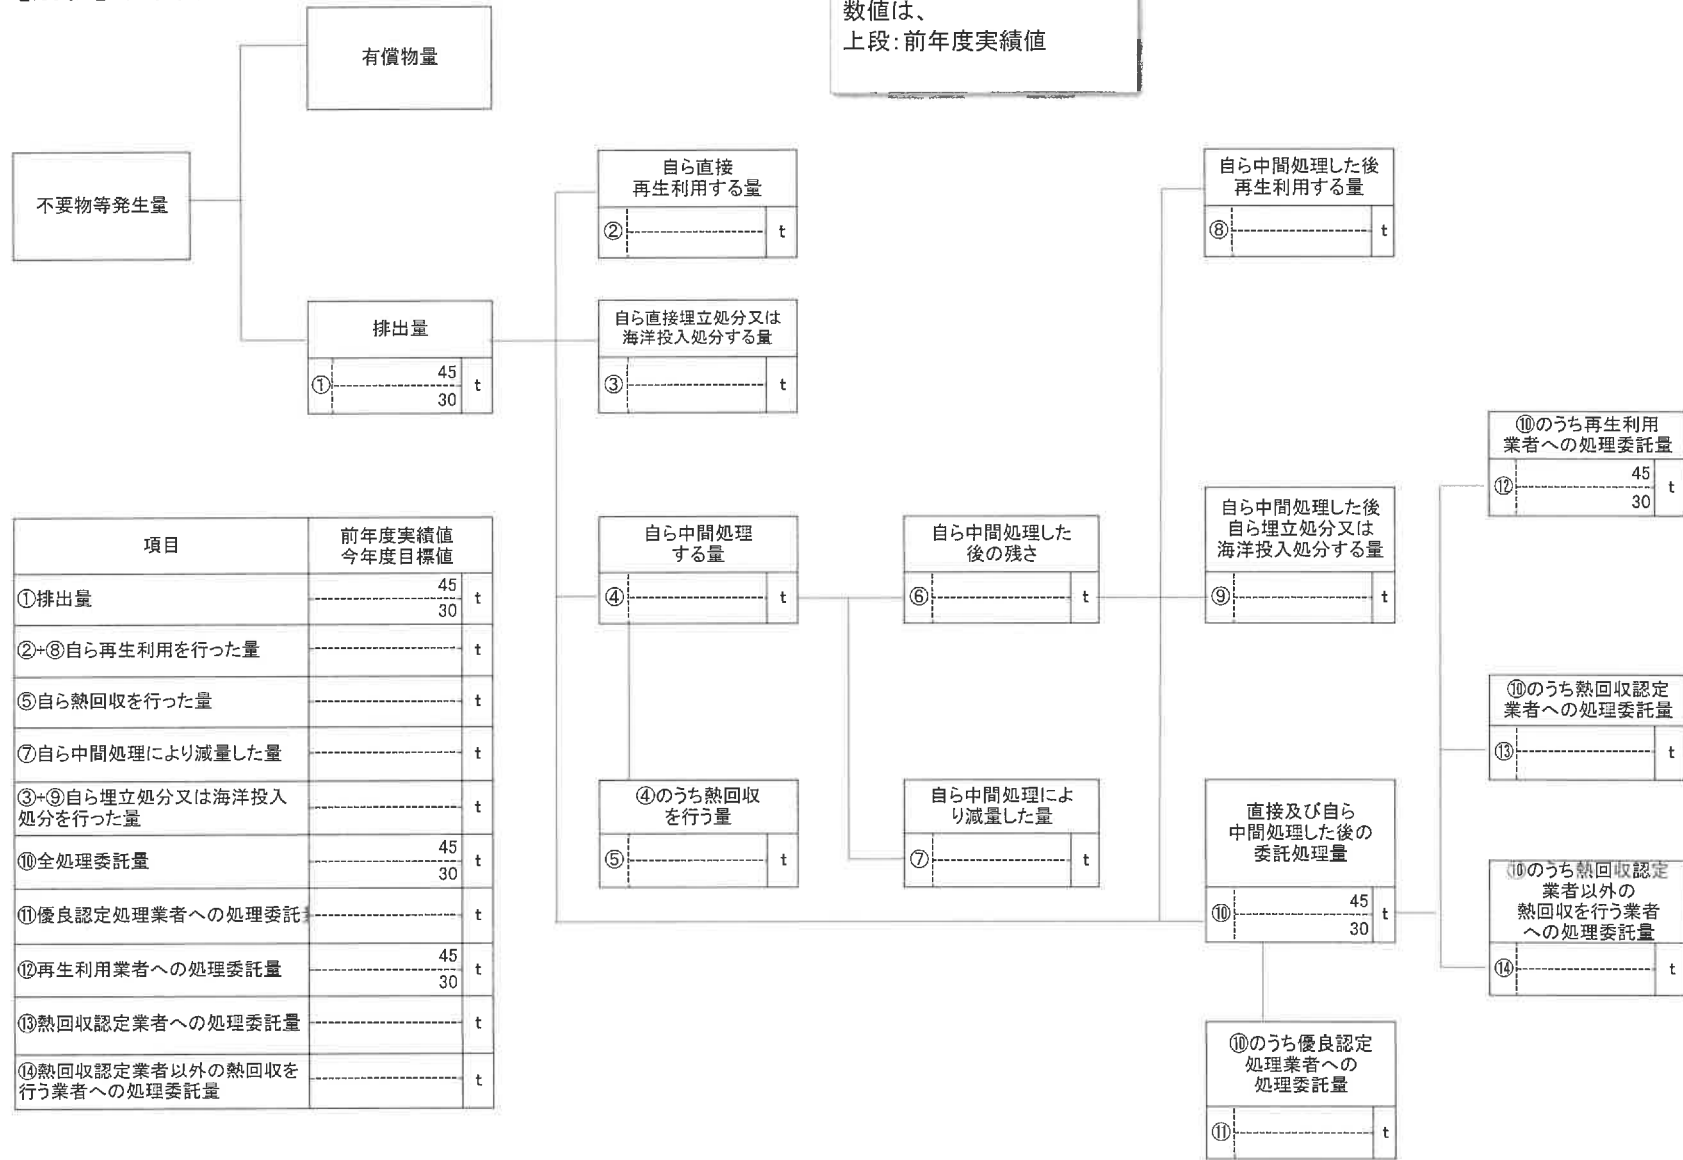 数値は、
上段:前年度実績値
有償物量
不要物等発生量
排出量
① 45 t
30
自ら直接
再生利用する量
② t
自ら直接埋立処分又は
海洋投入処分する量
③ t
自ら中間処理した後
再生利用する量
⑧ t
⑩のうち再生利用
業者への処理委託量
⑫ 45 t
30
自ら中間処理
する量
④ t
自ら中間処理した
後の残さ
⑥ t
自ら中間処理した後
自ら埋立処分又は
海洋投入処分する量
⑨ t
⑩のうち熱回収認定
業者への処理委託量
⑬ t
④のうち熱回収
を行う量
⑤ t
自ら中間処理によ
り減量した量
⑦ t
直接及び自ら
中間処理した後の
委託処理量
⑩ 45 t
30
⑩のうち熱回収認定
業者以外の
熱回収を行う業者
への処理委託量
⑭ t
⑩のうち優良認定
処理業者への
処理委託量
⑪ t
項目 前年度実績値
今年度目標値
①排出量 45 t
30
②+⑧自ら再生利用を行った量 t
⑤自ら熱回収を行った量 t
⑦自ら中間処理により減量した量 t
③+⑨自ら埋立処分又は海洋投入
処分を行った量 t
⑩全処理委託量 45 t
30
⑪優良認定処理業者への処理委託 t
⑫再生利用業者への処理委託量 45 t
30
⑬熱回収認定業者への処理委託量 t
⑭熱回収認定業者以外の熱回収を
行う業者への処理委託量 t